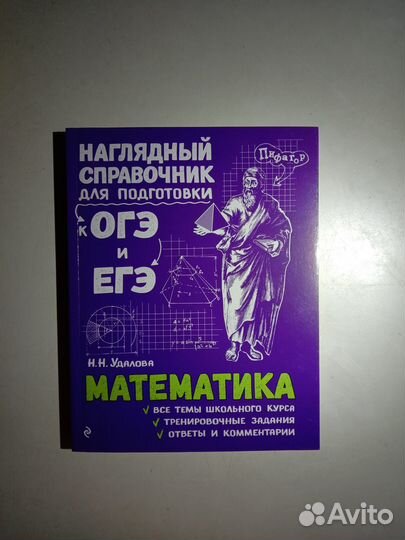 НАГЛЯДНЫЙ
СПРАВОЧНИК
ДЛЯ ПОДГОТОВКИ
К ОГЭ
И
ЕГЭ
Пифагор
Н.Н. Удалова
МАТЕМАТИКА
✓ ВСЕ ТЕМЫ ШКОЛЬНОГО КУРСА
✓ ТРЕНИРОВОЧНЫЕ ЗАДАНИЯ
✓ ОТВЕТЫ И КОММЕНТАРИИ
Avito